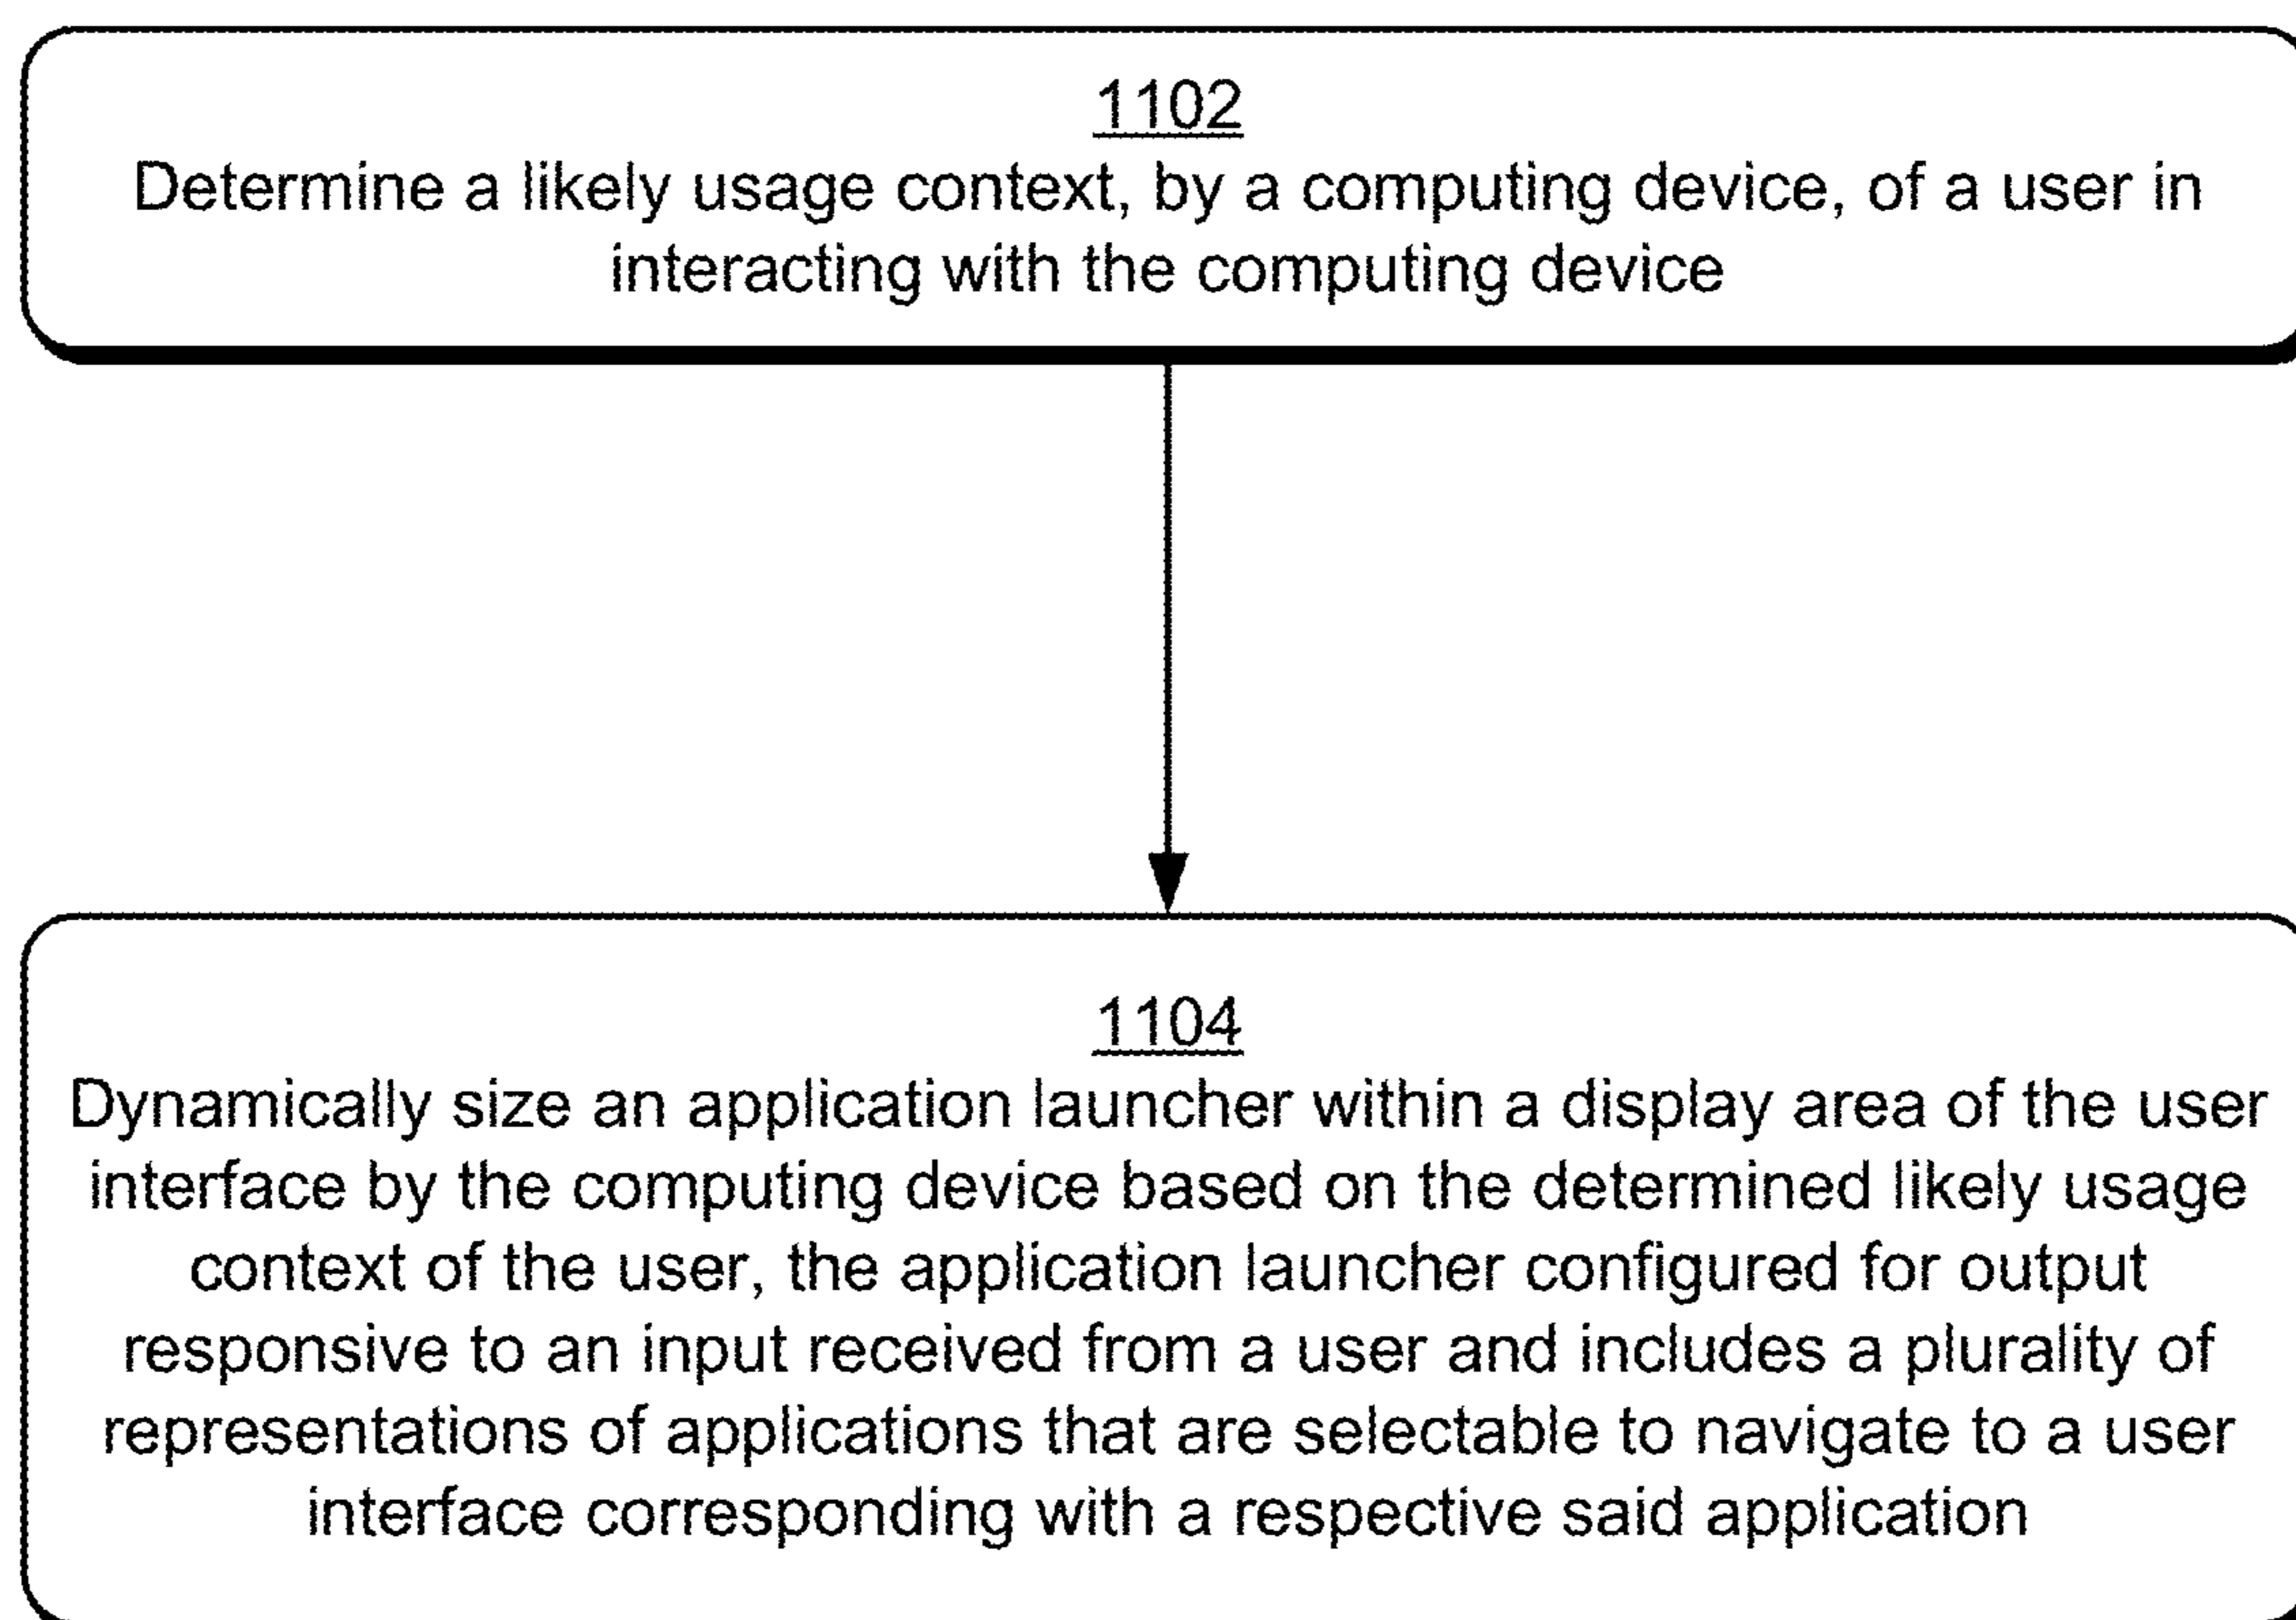 1102
Determine a likely usage context, by a computing device, of a user in
interacting with the computing device
1104
Dynamically size an application launcher within a display area of the user
interface by the computing device based on the determined likely usage
context of the user, the application launcher configured for output
responsive to an input received from a user and includes a plurality of
representations of applications that are selectable to navigate to a user
interface corresponding with a respective said application